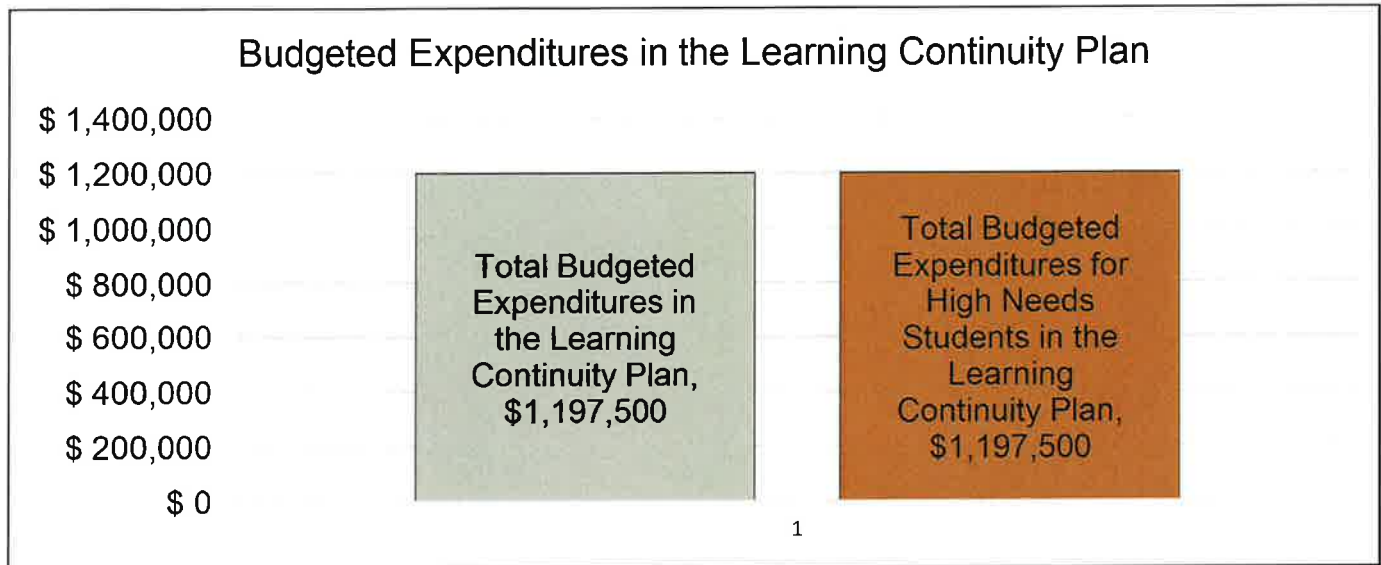 Budgeted Expenditures in the Learning Continuity Plan
$ 1,400,000
$ 1,200,000
$ 1,000,000
$ 800,000
$ 600,000
$ 400,000
$ 200,000
$ 0
Total Budgeted
Expenditures in
the Learning
Continuity Plan,
$1,197,500
Total Budgeted
Expenditures for
High Needs
Students in the
Learning
Continuity Plan,
$1,197,500
1